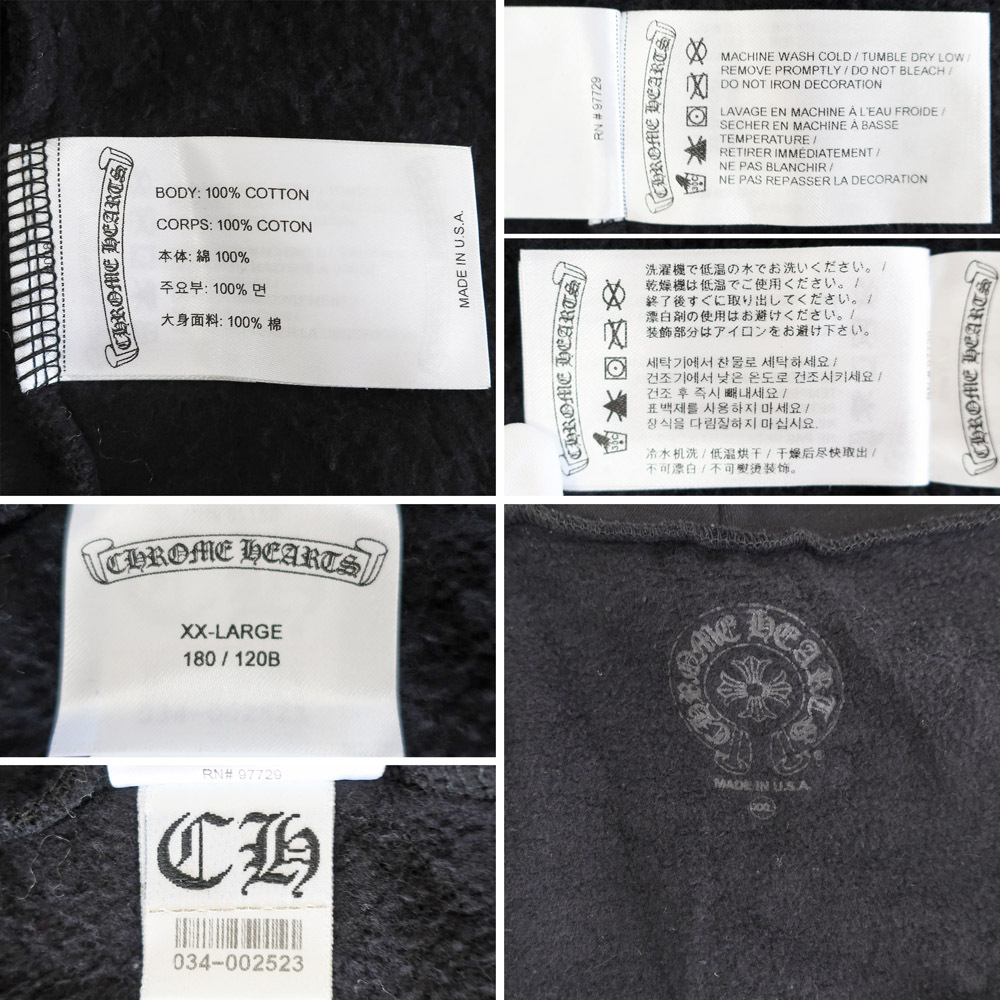 CHROME HEARTS
BODY: 100% COTTON
CORPS: 100% COTON
本体: 綿 100%
주요부: 100% 면
大身面料: 100% 棉
MADE IN U.S.A.
RN # 97729
CHROME HEARTS
MACHINE WASH COLD / TUMBLE DRY LOW /
REMOVE PROMPTLY / DO NOT BLEACH /
DO NOT IRON DECORATION
LAVAGE EN MACHINE À L'EAU FROIDE /
SECHER EN MACHINE À BASSE
TEMPERATURE /
RETIRER IMMÉDIATEMENT /
NE PAS BLANCHIR /
NE PAS REPASSER LA DECORATION
CHROME HEARTS
洗濯機で低温の水でお洗いください。 /
乾燥機は低温でご使用ください。 /
終了後すぐに取り出してください。 /
漂白剤の使用はお避けください。 /
装飾部分はアイロンをお避け下さい。
세탁기에서 찬물로 세탁하세요 /
건조기에서 낮은 온도로 건조시키세요 /
건조 후 즉시 빼내세요 /
표백제를 사용하지 마세요 /
장식을 다림질하지 마십시요.
冷水机洗 / 低温烘干 / 干燥后尽快取出 /
不可漂白 / 不可熨烫装饰。
CHROME HEARTS
CHROME HEARTS
XX-LARGE
180 / 120B
RN# 97729
CH
034-002523
CHROME HEARTS
®
MADE IN U.S.A.